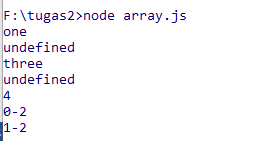 F:\tugas2>node array.js
one
undefined
three
undefined
4
0-2
1-2